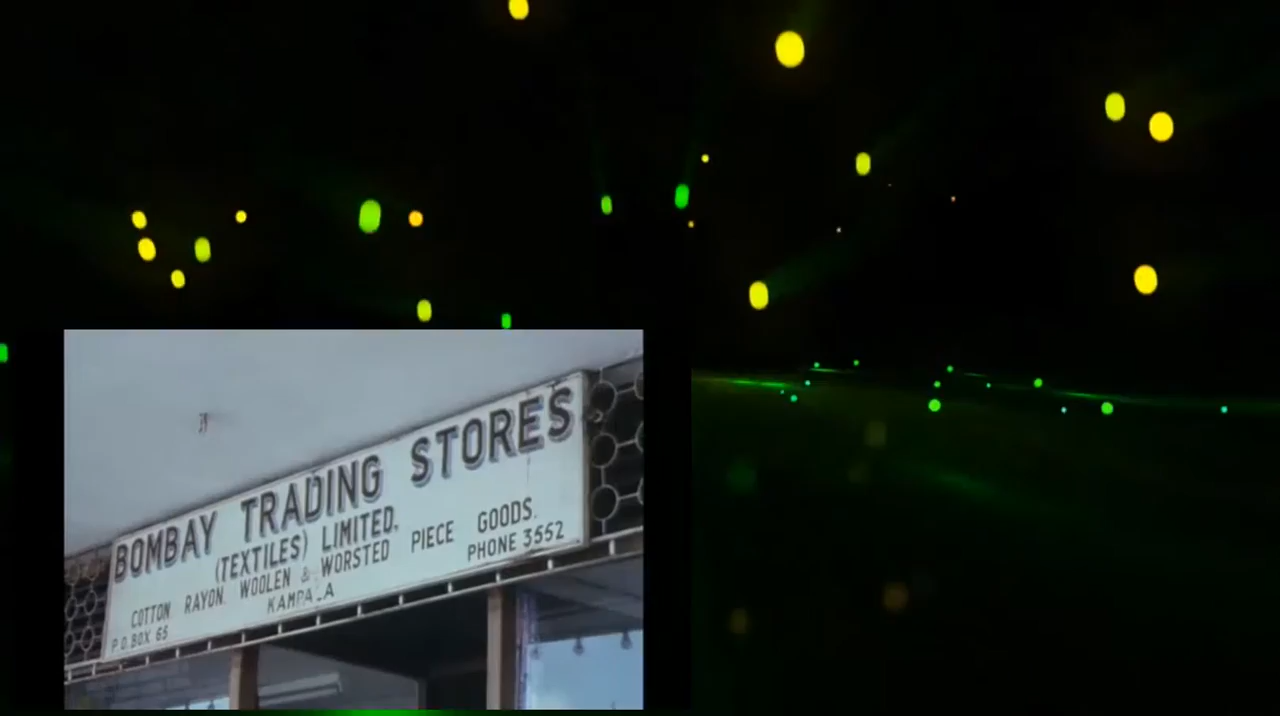 BOMBAY TRADING STORES
(TEXTILES) LIMITED.
COTTON RAYON. WOOLEN & WORSTED PIECE GOODS.
P.O.BOX 65 KAMPALA PHONE 3552